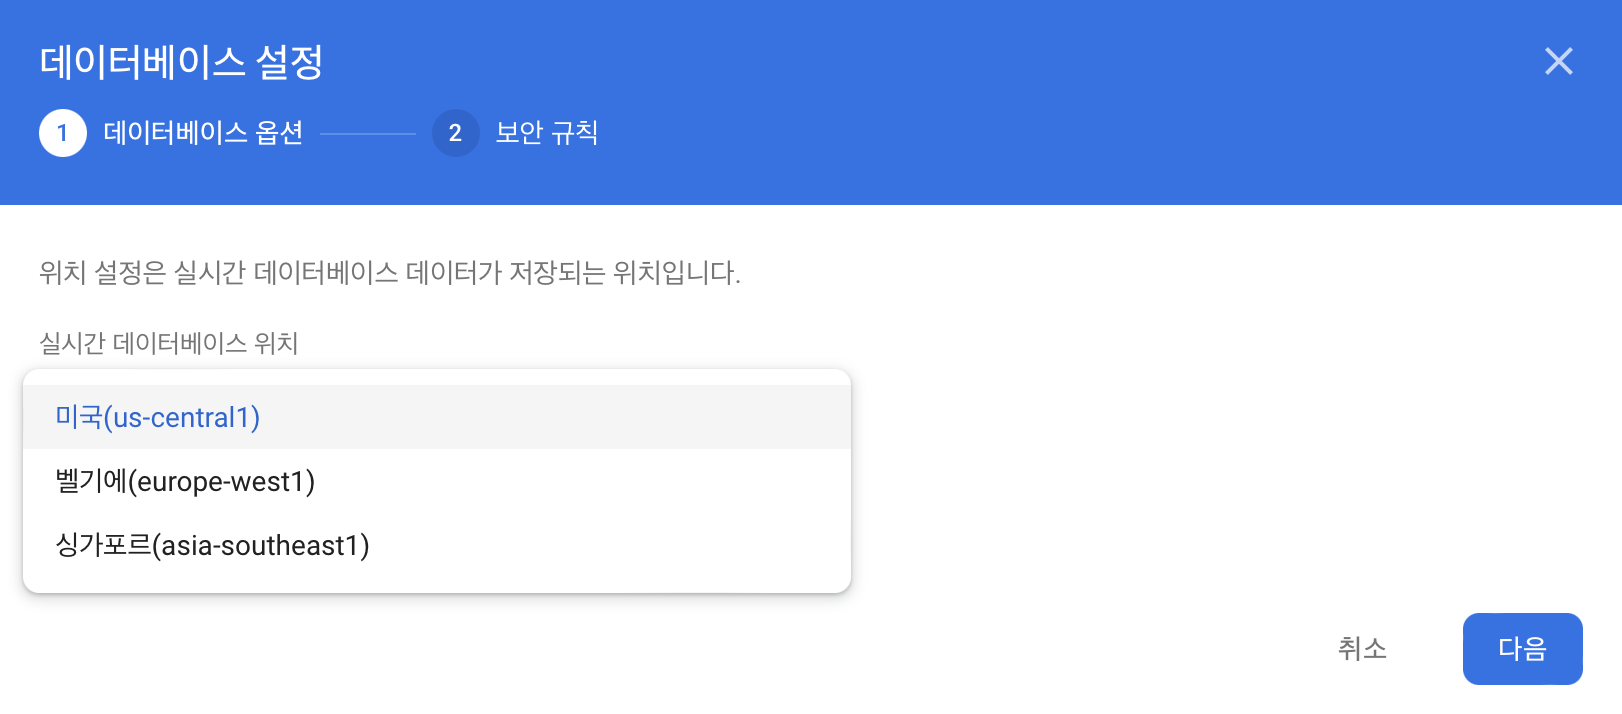 데이터베이스 설정
1 데이터베이스 옵션 2 보안 규칙
위치 설정은 실시간 데이터베이스 데이터가 저장되는 위치입니다.
실시간 데이터베이스 위치
미국(us-central1)
벨기에(europe-west1)
싱가포르(asia-southeast1)
취소 다음